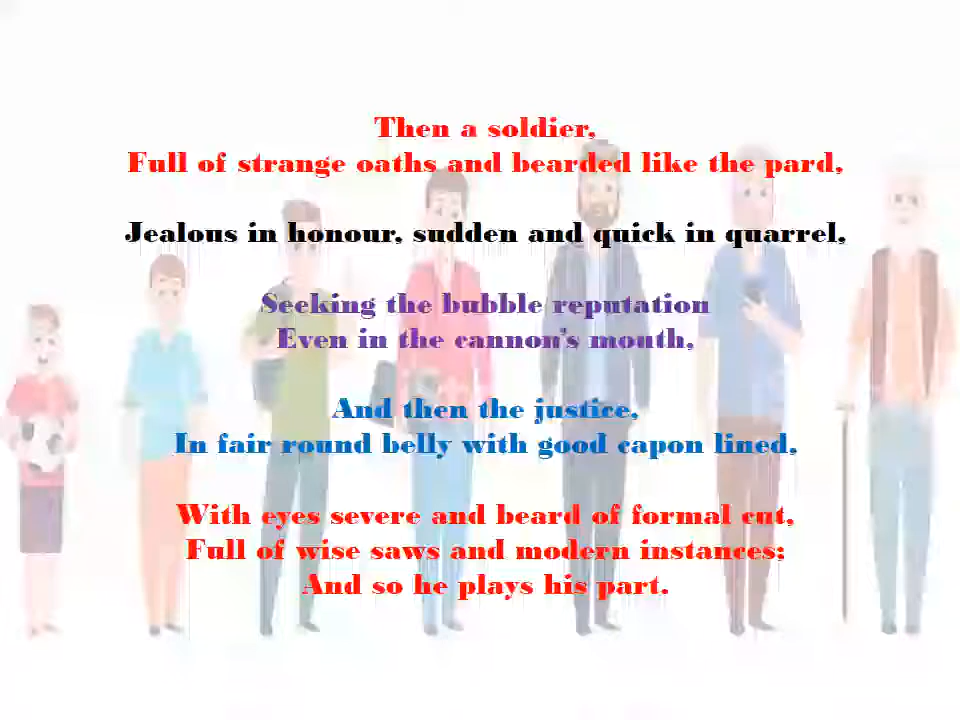 Then a soldier,
Full of strange oaths and bearded like the pard,
Jealous in honour, sudden and quick in quarrel,
Seeking the bubble reputation
Even in the cannon's mouth,
And then the justice,
In fair round belly with good capon lined,
With eyes severe and beard of formal cut,
Full of wise saws and modern instances;
And so he plays his part.